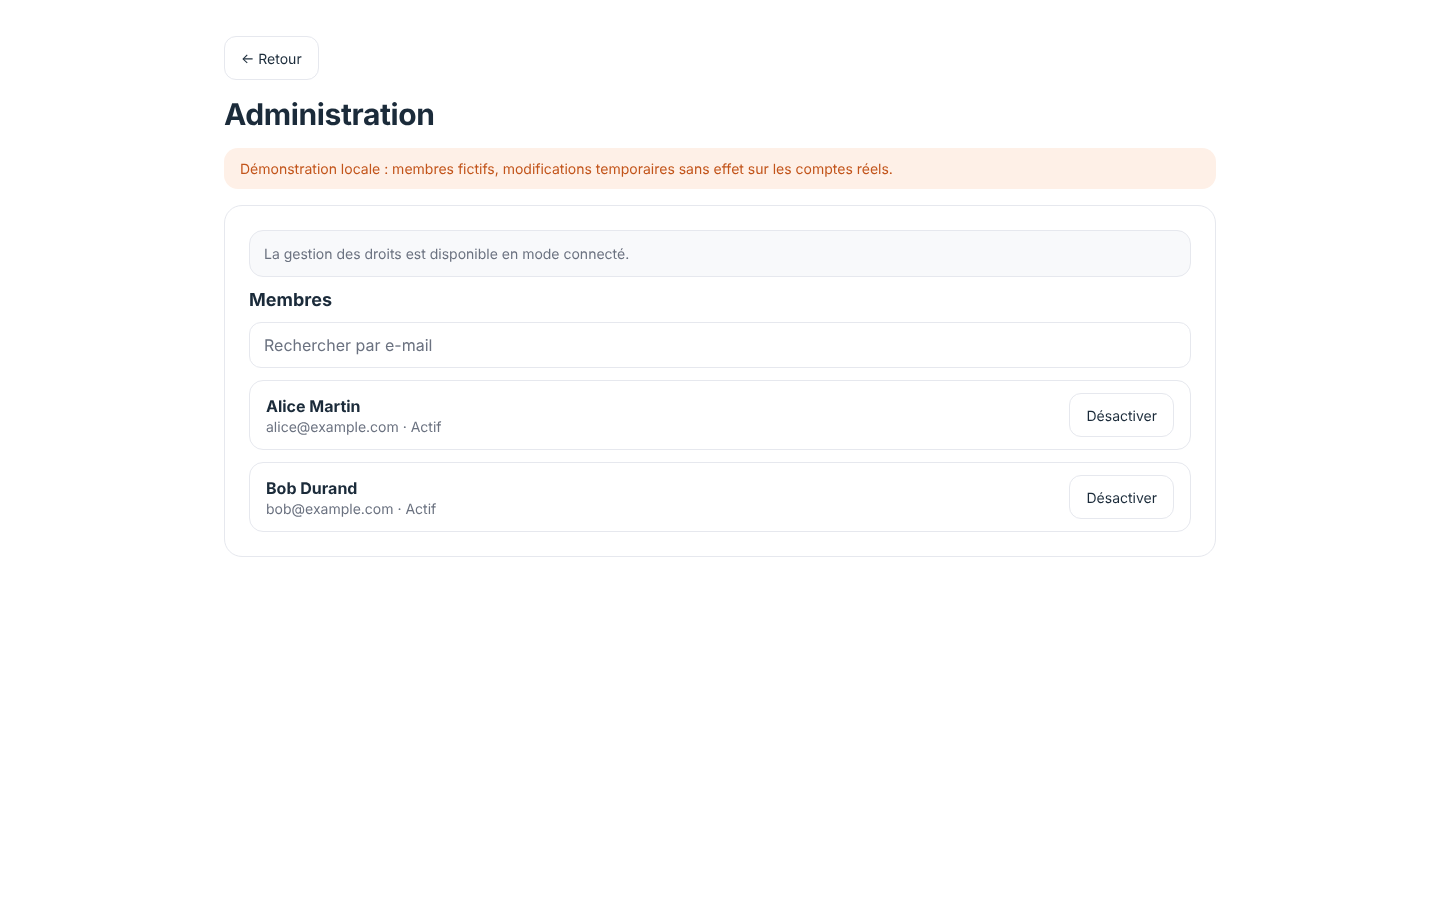 ← Retour
Administration
Démonstration locale : membres fictifs, modifications temporaires sans effet sur les comptes réels.
La gestion des droits est disponible en mode connecté.
Membres
Rechercher par e-mail
Alice Martin
alice@example.com · Actif
Désactiver
Bob Durand
bob@example.com · Actif
Désactiver